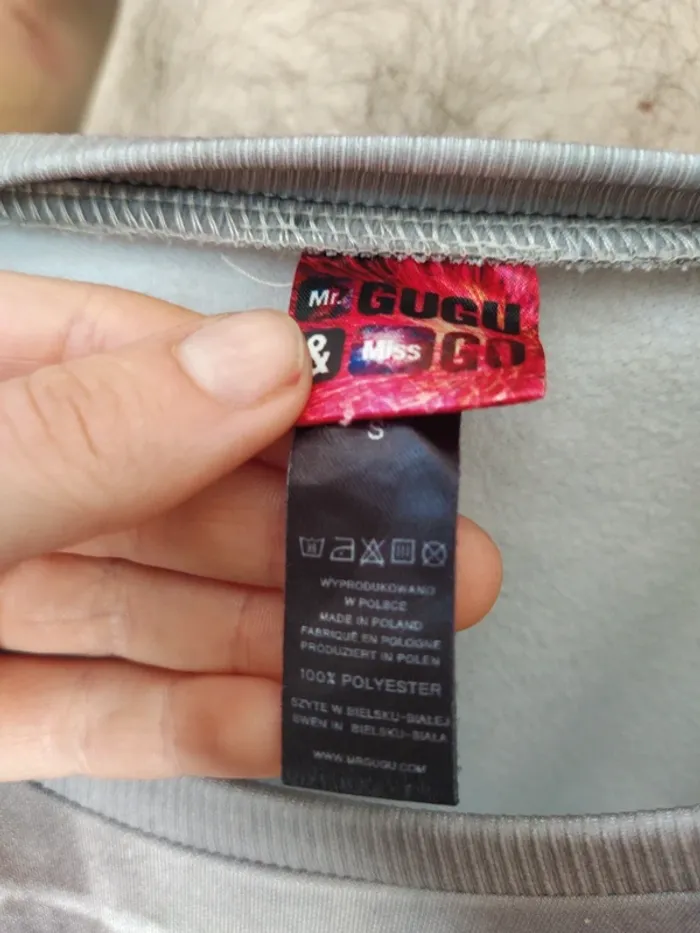 Mr. GUGU
& Miss GO
S
WYPRODUKOWANO
W POLSCE
MADE IN POLAND
FABRIQUÉ EN POLOGNE
PRODUZIERT IN POLEN
100% POLYESTER
SZYTE W BIELSKU-BIAŁEJ
SEWN IN BIELSKU-BIAŁA
WWW.MRGUGU.COM